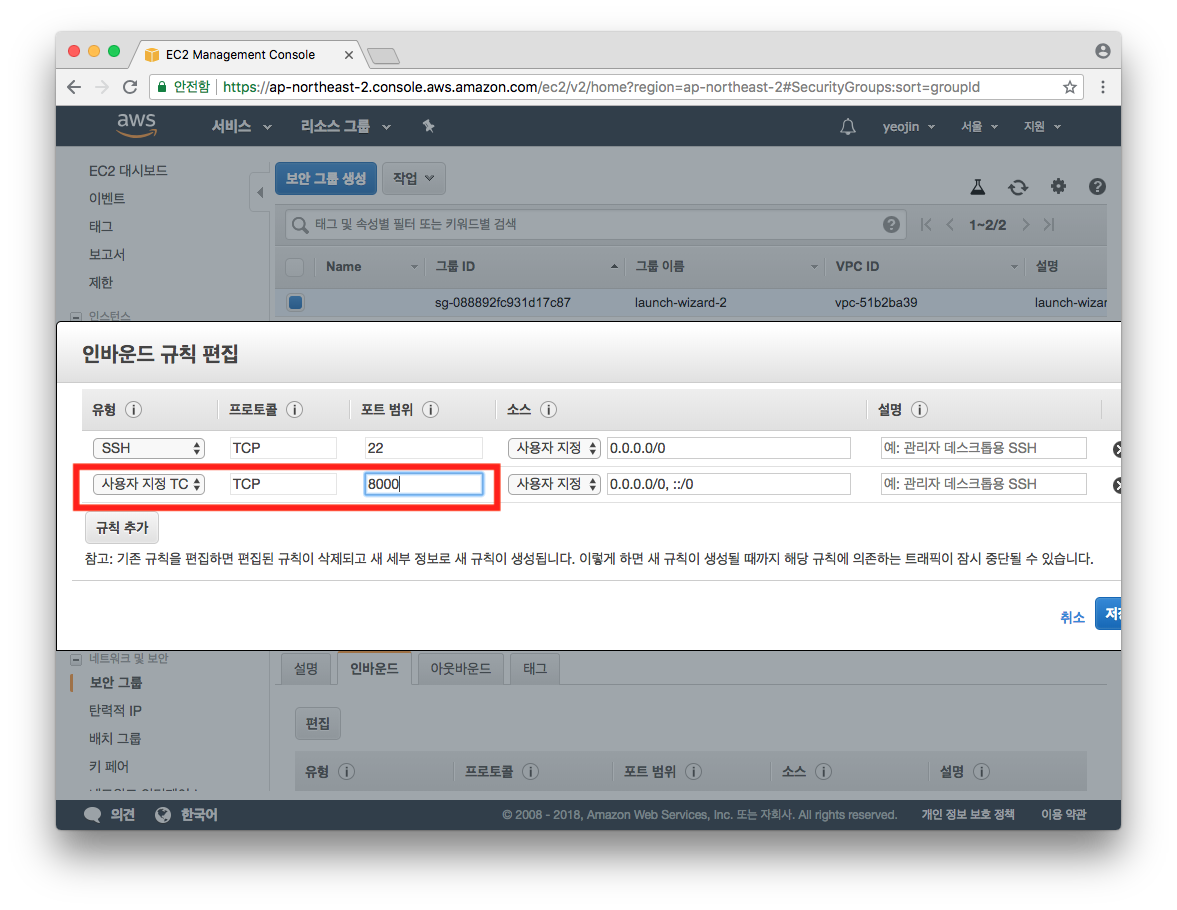 EC2 Management Console
안전함 https://ap-northeast-2.console.aws.amazon.com/ec2/v2/home?region=ap-northeast-2#SecurityGroups:sort=groupId
aws 서비스 리소스 그룹 yeojin 서울 지원
EC2 대시보드
이벤트
태그
보고서
제한
인스턴스
보안 그룹 생성 작업
태그 및 속성별 필터 또는 키워드별 검색 1~2/2
Name 그룹 ID 그룹 이름 VPC ID 설명
sg-088892fc931d17c87 launch-wizard-2 vpc-51b2ba39 launch-wizar
인바운드 규칙 편집
유형 프로토콜 포트 범위 소스 설명
SSH TCP 22 사용자 지정 0.0.0.0/0 예: 관리자 데스크톱용 SSH
사용자 지정 TC TCP 8000 사용자 지정 0.0.0.0/0, ::/0 예: 관리자 데스크톱용 SSH
규칙 추가
참고: 기존 규칙을 편집하면 편집된 규칙이 삭제되고 새 세부 정보로 새 규칙이 생성됩니다. 이렇게 하면 새 규칙이 생성될 때까지 해당 규칙에 의존하는 트래픽이 잠시 중단될 수 있습니다.
취소
네트워크 및 보안
보안 그룹
탄력적 IP
배치 그룹
키 페어
설명 인바운드 아웃바운드 태그
편집
유형 프로토콜 포트 범위 소스 설명
의견 한국어 © 2008 - 2018, Amazon Web Services, Inc. 또는 자회사. All rights reserved. 개인 정보 보호 정책 이용 약관